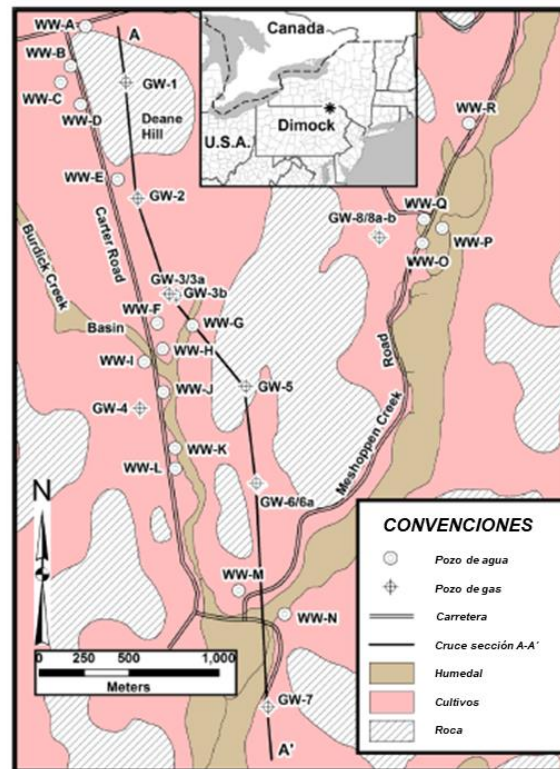 Canada
U.S.A.
Dimock
WW-A
A
WW-B
GW-1
WW-C
Deane
Hill
WW-D
WW-R
WW-E
GW-2
WW-Q
GW-8/8a-b
WW-P
WW-O
Carter Road
Burdick Creek
Basin
GW-3/3a
GW-3b
WW-F
WW-G
WW-H
WW-I
GW-5
WW-J
GW-4
Meshoppen Creek
Road
WW-K
WW-L
GW-6/6a
N
WW-M
WW-N
0 250 500 1,000
Meters
GW-7
A'
CONVENCIONES
Pozo de agua
Pozo de gas
Carretera
Cruce sección A-A'
Humedal
Cultivos
Roca